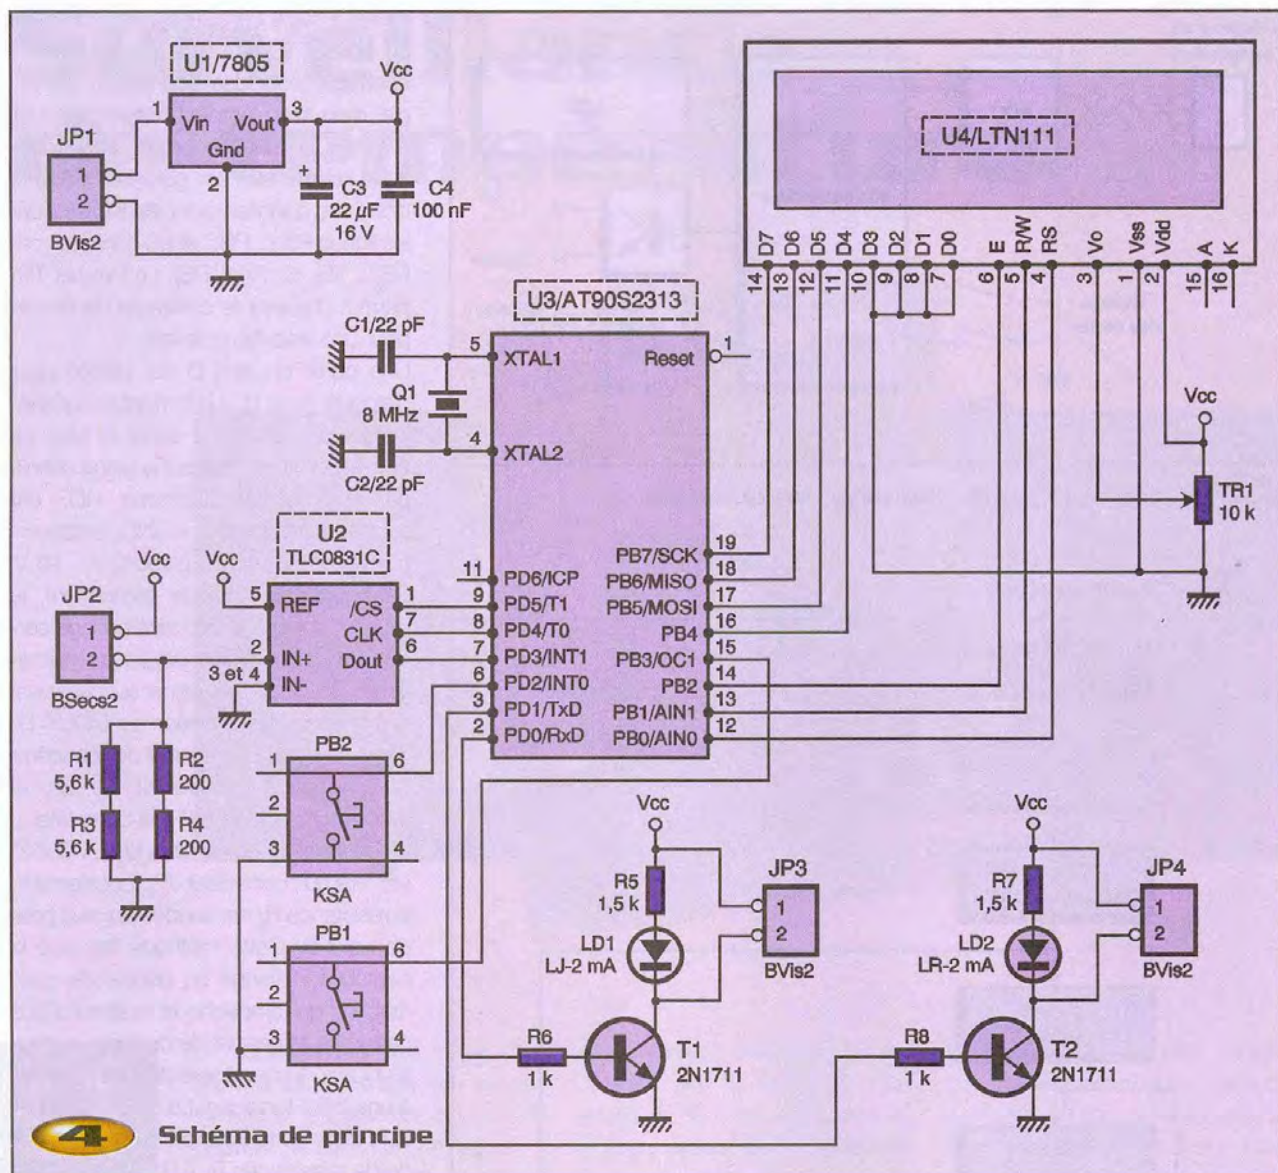 U1/7805
Vcc
1
Vin
Vout
3
Gnd
2
JP1
1
2
BVis2
+
C3
22 µF
16 V
C4
100 nF
U4/LTN111
D7
D6
D5
D4
D3
D2
D1
D0
E
R/W
RS
Vo
Vss
Vdd
A
K
14
13
12
11
10
9
8
7
6
5
4
3
1
2
15
16
U3/AT90S2313
C1/22 pF
5
XTAL1
Reset
1
Q1
8 MHz
4
XTAL2
C2/22 pF
Vcc
TR1
10 k
PB7/SCK
19
PB6/MISO
18
PB5/MOSI
17
PB4
16
PB3/OC1
15
PB2
14
PB1/AIN1
13
PB0/AIN0
12
11
PD6/ICP
9
PD5/T1
8
PD4/T0
7
PD3/INT1
6
PD2/INT0
3
PD1/TxD
2
PD0/RxD
U2
TLC0831C
Vcc
Vcc
5
REF
/CS
1
CLK
7
2
IN+
Dout
6
3 et
4
IN-
JP2
1
2
BSecs2
R1
5,6 k
R2
200
R3
5,6 k
R4
200
PB2
1
6
2
3
4
KSA
PB1
1
6
2
3
4
KSA
Vcc
R5
1,5 k
LD1
LJ-2 mA
JP3
1
2
BVis2
R6
1 k
T1
2N1711
Vcc
R7
1,5 k
LD2
LR-2 mA
JP4
1
2
BVis2
R8
1 k
T2
2N1711
4
Schéma de principe